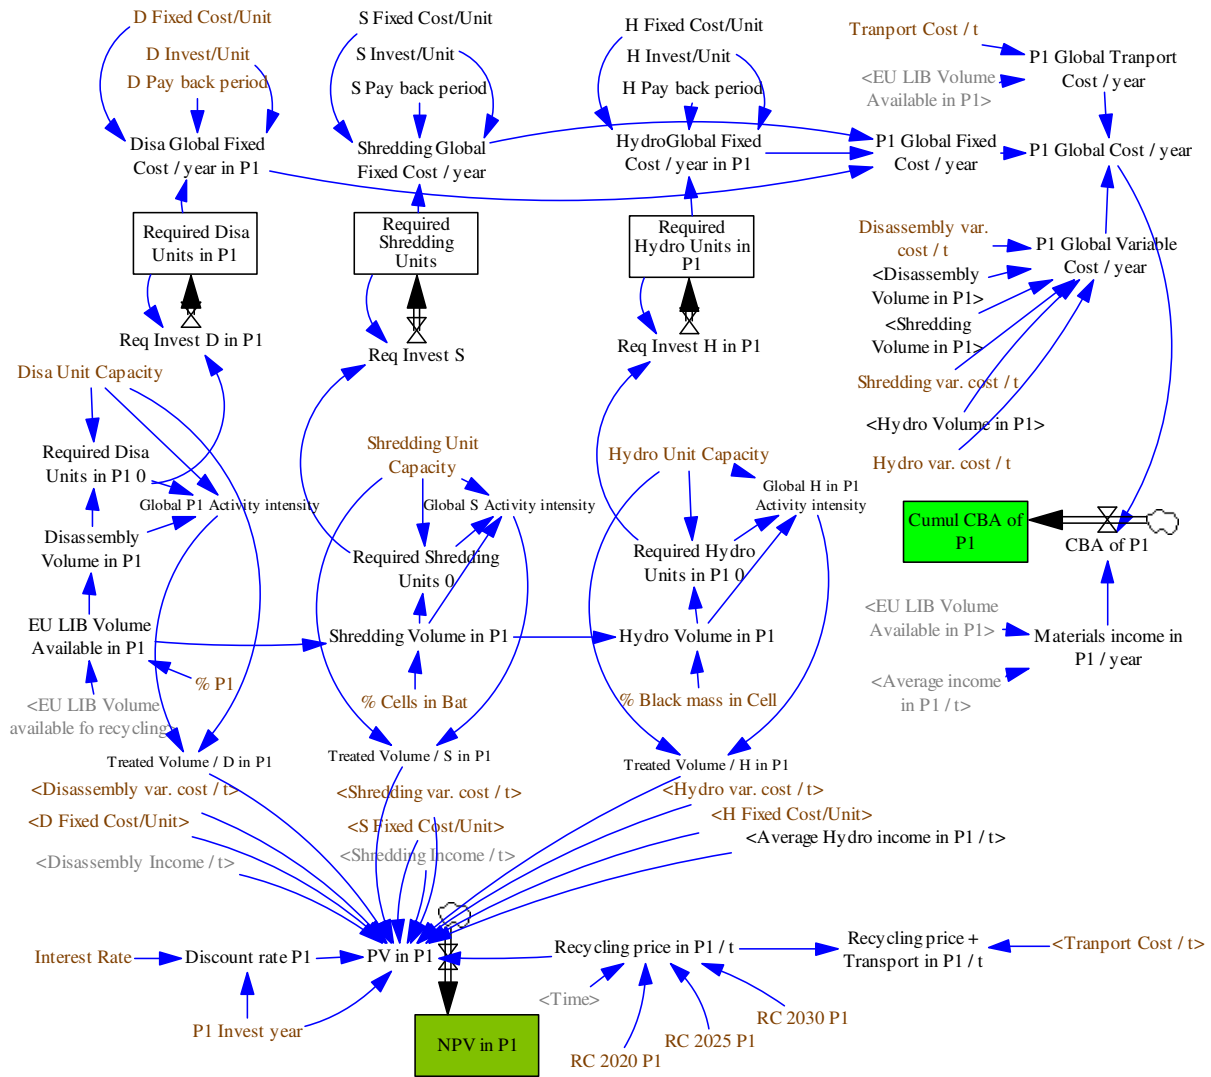 D Fixed Cost/Unit
D Invest/Unit
D Pay back period
Disa Global Fixed
Cost / year in P1
Required Disa
Units in P1
Req Invest D in P1
S Fixed Cost/Unit
S Invest/Unit
S Pay back period
Shredding Global
Fixed Cost / year
Required
Shredding
Units
Req Invest S
H Fixed Cost/Unit
H Invest/Unit
H Pay back period
HydroGlobal Fixed
Cost / year in P1
Required
Hydro Units in
P1
Req Invest H in P1
Tranport Cost / t
<EU LIB Volume
Available in P1>
P1 Global Tranport
Cost / year
P1 Global Fixed
Cost / year
P1 Global Cost / year
Disassembly var.
cost / t
<Disassembly
Volume in P1>
<Shredding
Volume in P1>
Shredding var. cost / t
<Hydro Volume in P1>
Hydro var. cost / t
P1 Global Variable
Cost / year
Cumul CBA of
P1
CBA of P1
<EU LIB Volume
Available in P1>
<Average income
in P1 / t>
Materials income in
P1 / year
Disa Unit Capacity
Required Disa
Units in P1 0
Global P1 Activity intensity
Disassembly
Volume in P1
EU LIB Volume
Available in P1
% P1
<EU LIB Volume
available fo recycling>
Treated Volume / D in P1
Shredding Unit
Capacity
Global S Activity intensity
Required Shredding
Units 0
Shredding Volume in P1
% Cells in Bat
Treated Volume / S in P1
Hydro Unit Capacity
Global H in P1
Activity intensity
Required Hydro
Units in P1 0
Hydro Volume in P1
% Black mass in Cell
Treated Volume / H in P1
<Disassembly var. cost / t>
<D Fixed Cost/Unit>
<Disassembly Income / t>
<Shredding var. cost / t>
<S Fixed Cost/Unit>
<Shredding Income / t>
<Hydro var. cost / t>
<H Fixed Cost/Unit>
<Average Hydro income in P1 / t>
Interest Rate
Discount rate P1
PV in P1
P1 Invest year
NPV in P1
Recycling price in P1 / t
Recycling price +
Transport in P1 / t
<Tranport Cost / t>
<Time>
RC 2020 P1
RC 2025 P1
RC 2030 P1